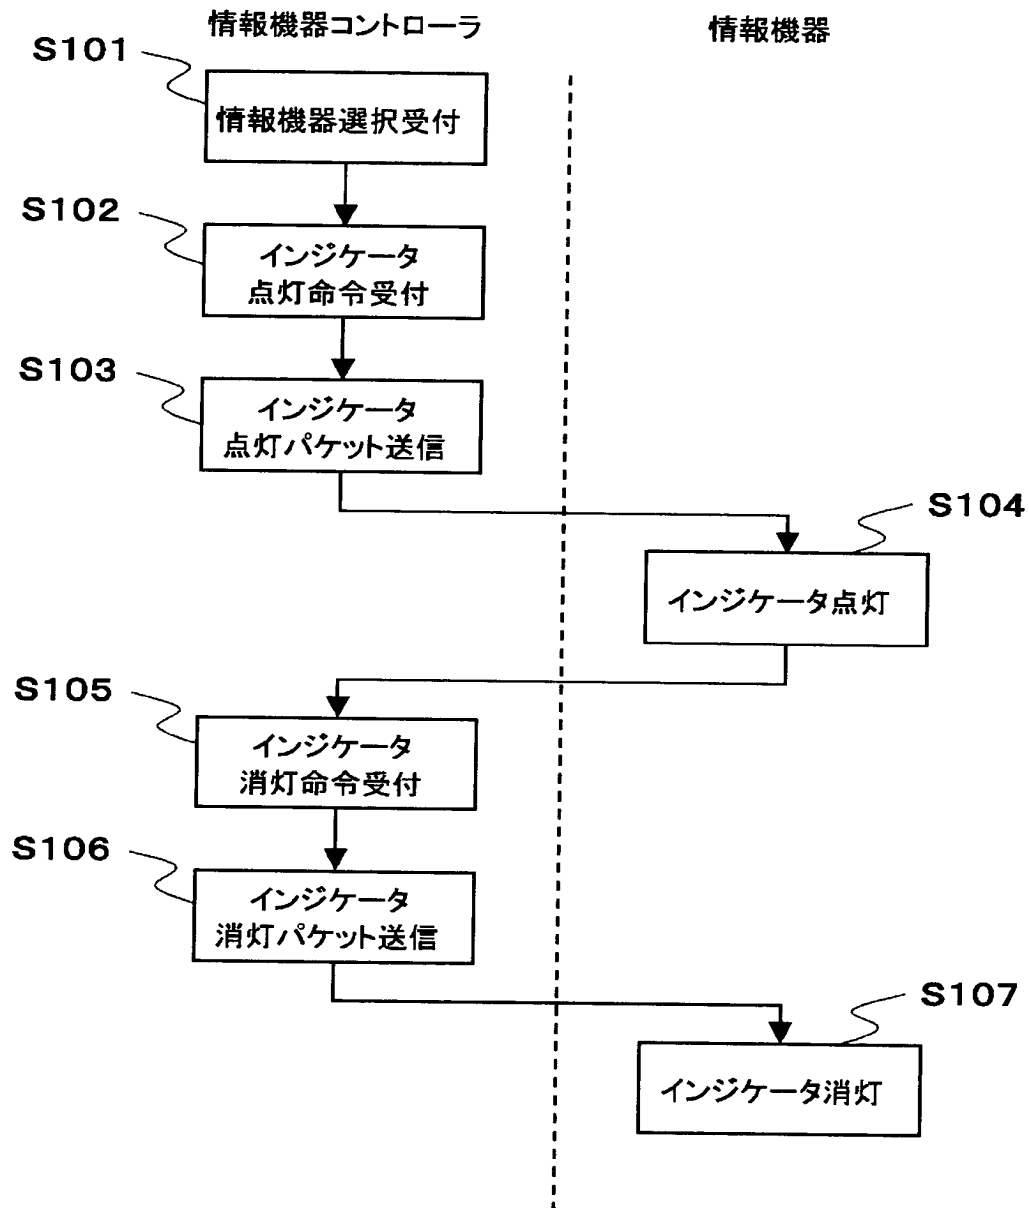 情報機器コントローラ
情報機器
S101
情報機器選択受付
S102
インジケータ
点灯命令受付
S103
インジケータ
点灯パケット送信
S104
インジケータ点灯
S105
インジケータ
消灯命令受付
S106
インジケータ
消灯パケット送信
S107
インジケータ消灯